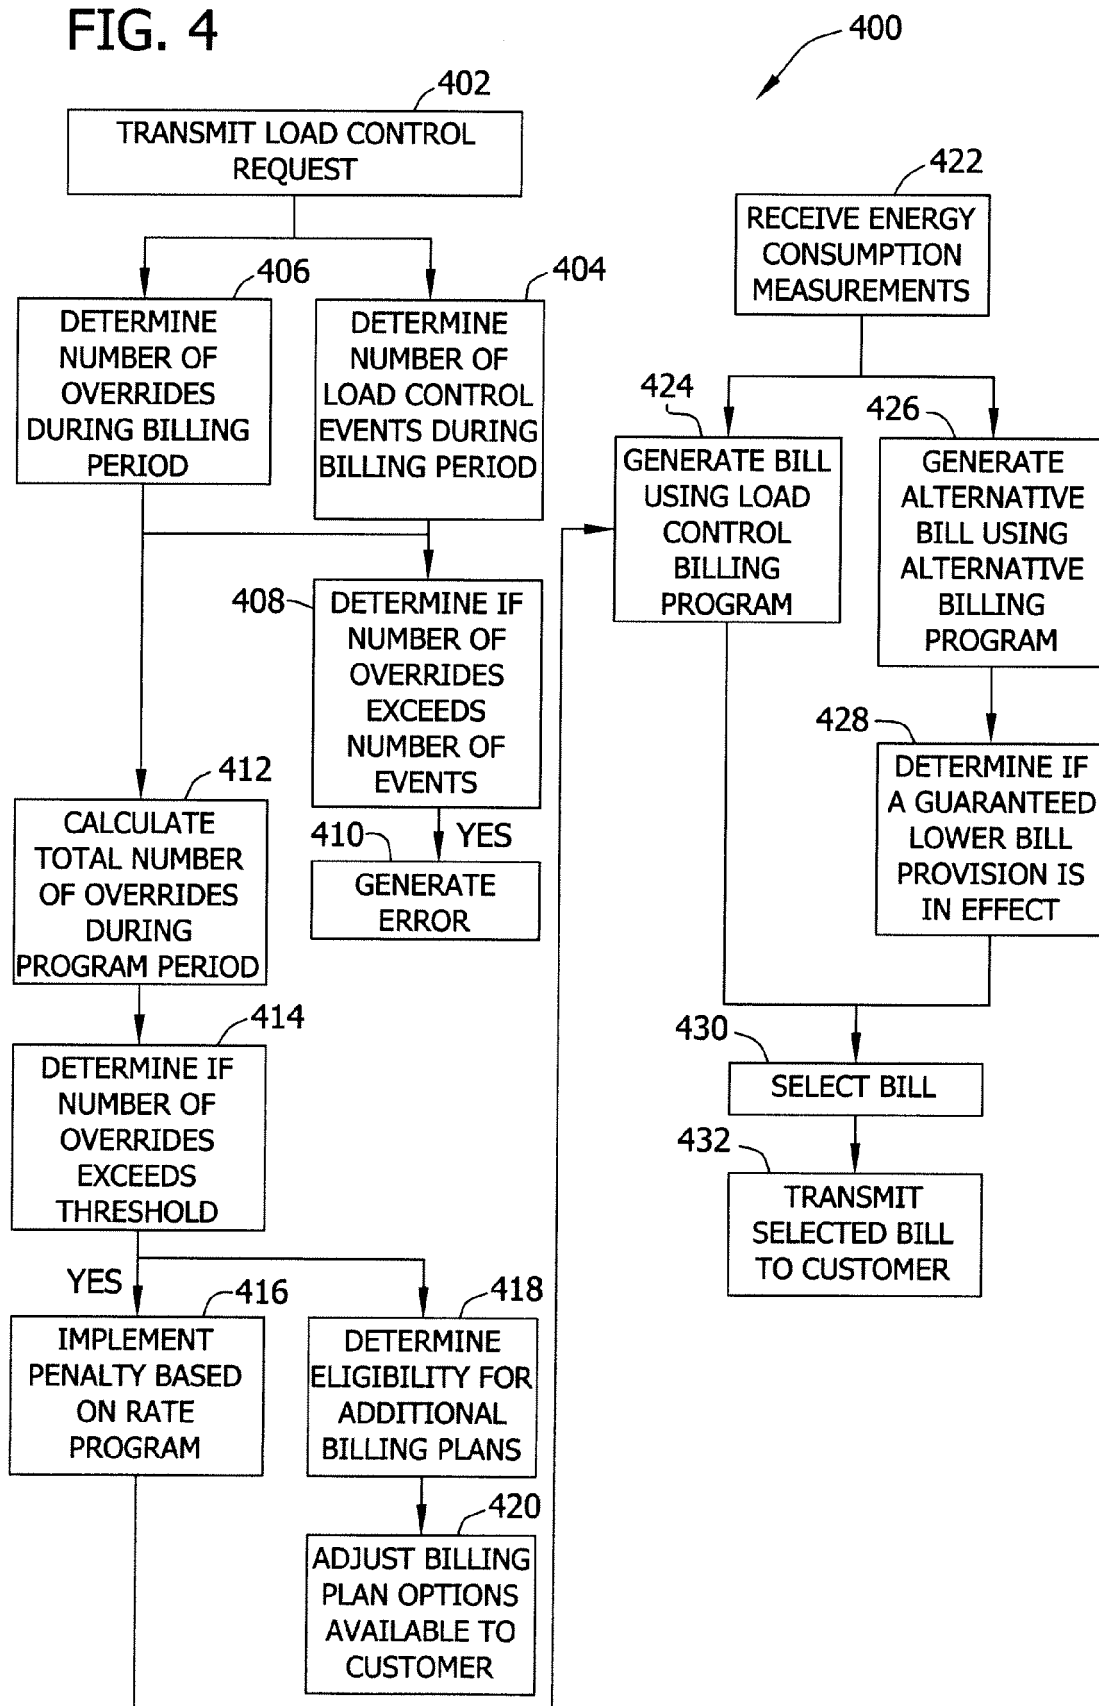 FIG. 4
400
402
TRANSMIT LOAD CONTROL
REQUEST
406
DETERMINE
NUMBER OF
OVERRIDES
DURING BILLING
PERIOD
404
DETERMINE
NUMBER OF
LOAD CONTROL
EVENTS DURING
BILLING PERIOD
408
DETERMINE IF
NUMBER OF
OVERRIDES
EXCEEDS
NUMBER OF
EVENTS
YES
410
GENERATE
ERROR
412
CALCULATE
TOTAL NUMBER
OF OVERRIDES
DURING
PROGRAM PERIOD
414
DETERMINE IF
NUMBER OF
OVERRIDES
EXCEEDS
THRESHOLD
YES
416
IMPLEMENT
PENALTY BASED
ON RATE
PROGRAM
418
DETERMINE
ELIGIBILITY FOR
ADDITIONAL
BILLING PLANS
420
ADJUST BILLING
PLAN OPTIONS
AVAILABLE TO
CUSTOMER
422
RECEIVE ENERGY
CONSUMPTION
MEASUREMENTS
424
GENERATE BILL
USING LOAD
CONTROL
BILLING
PROGRAM
426
GENERATE
ALTERNATIVE
BILL USING
ALTERNATIVE
BILLING
PROGRAM
428
DETERMINE IF
A GUARANTEED
LOWER BILL
PROVISION IS
IN EFFECT
430
SELECT BILL
432
TRANSMIT
SELECTED BILL
TO CUSTOMER